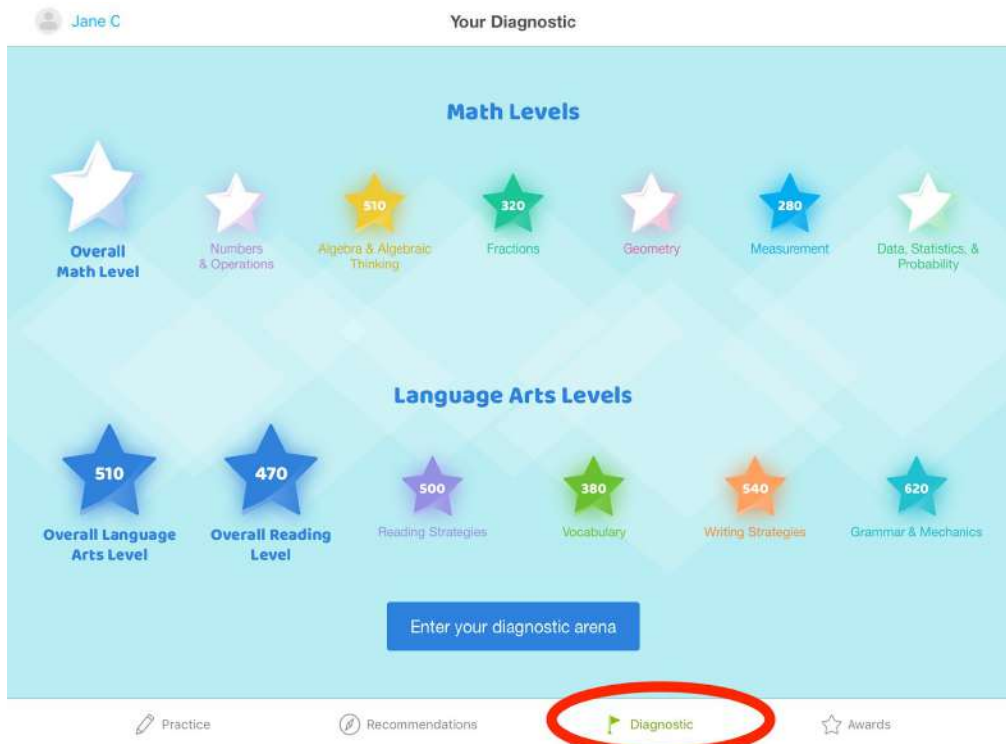 Jane C
Your Diagnostic
Math Levels
510
320
280
Overall
Math Level
Numbers
& Operations
Algebra & Algebraic
Thinking
Fractions
Geometry
Measurement
Data, Statistics, &
Probability
Language Arts Levels
510
470
500
380
540
620
Overall Language
Arts Level
Overall Reading
Level
Reading Strategies
Vocabulary
Writing Strategies
Grammar & Mechanics
Enter your diagnostic arena
Practice
Recommendations
Diagnostic
Awards